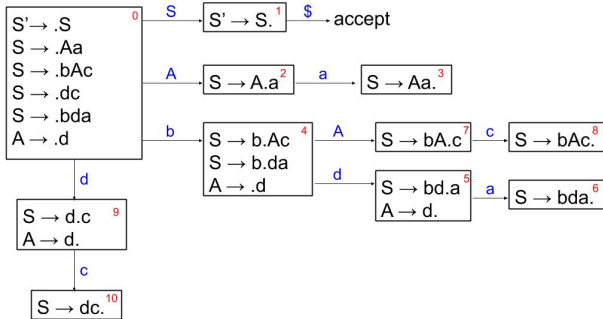 0
S' → .S
S → .Aa
S → .bAc
S → .dc
S → .bda
A → .d
S
S' → S. 1
$
accept
A
S → A.a 2
a
S → Aa. 3
b
S → b.Ac 4
S → b.da
A → .d
A
S → bA.c 7
c
S → bAc. 8
d
S → bd.a 5
A → d.
a
S → bda. 6
d
S → d.c 9
A → d.
c
S → dc. 10